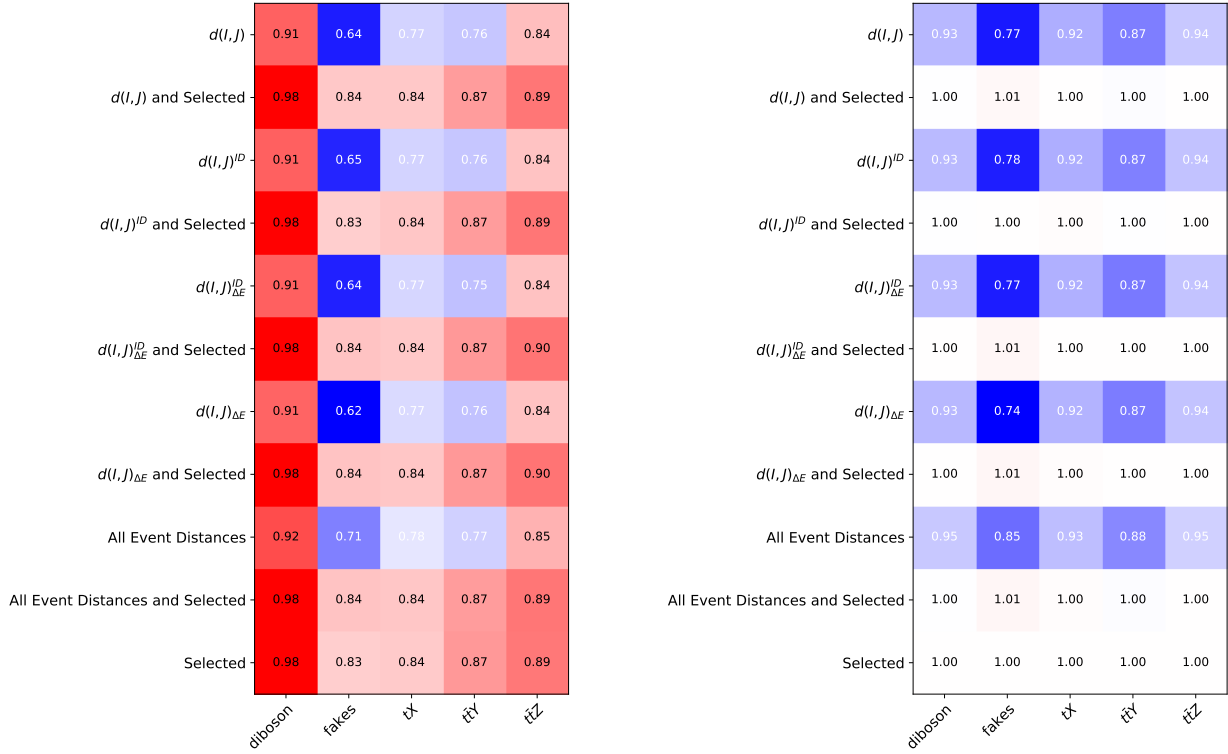 d(I, J) 0.91 0.64 0.77 0.76 0.84
d(I, J) and Selected 0.98 0.84 0.84 0.87 0.89
d(I, J)^{ID} 0.91 0.65 0.77 0.76 0.84
d(I, J)^{ID} and Selected 0.98 0.83 0.84 0.87 0.89
d(I, J)^{ID}_{ΔE} 0.91 0.64 0.77 0.75 0.84
d(I, J)^{ID}_{ΔE} and Selected 0.98 0.84 0.84 0.87 0.90
d(I, J)_{ΔE} 0.91 0.62 0.77 0.76 0.84
d(I, J)_{ΔE} and Selected 0.98 0.84 0.84 0.87 0.90
All Event Distances 0.92 0.71 0.78 0.77 0.85
All Event Distances and Selected 0.98 0.84 0.84 0.87 0.89
Selected 0.98 0.83 0.84 0.87 0.89
diboson fakes tX tt̄Y tt̄Z
d(I, J) 0.93 0.77 0.92 0.87 0.94
d(I, J) and Selected 1.00 1.01 1.00 1.00 1.00
d(I, J)^{ID} 0.93 0.78 0.92 0.87 0.94
d(I, J)^{ID} and Selected 1.00 1.00 1.00 1.00 1.00
d(I, J)^{ID}_{ΔE} 0.93 0.77 0.92 0.87 0.94
d(I, J)^{ID}_{ΔE} and Selected 1.00 1.01 1.00 1.00 1.00
d(I, J)_{ΔE} 0.93 0.74 0.92 0.87 0.94
d(I, J)_{ΔE} and Selected 1.00 1.01 1.00 1.00 1.00
All Event Distances 0.95 0.85 0.93 0.88 0.95
All Event Distances and Selected 1.00 1.01 1.00 1.00 1.00
Selected 1.00 1.00 1.00 1.00 1.00
diboson fakes tX tt̄Y tt̄Z